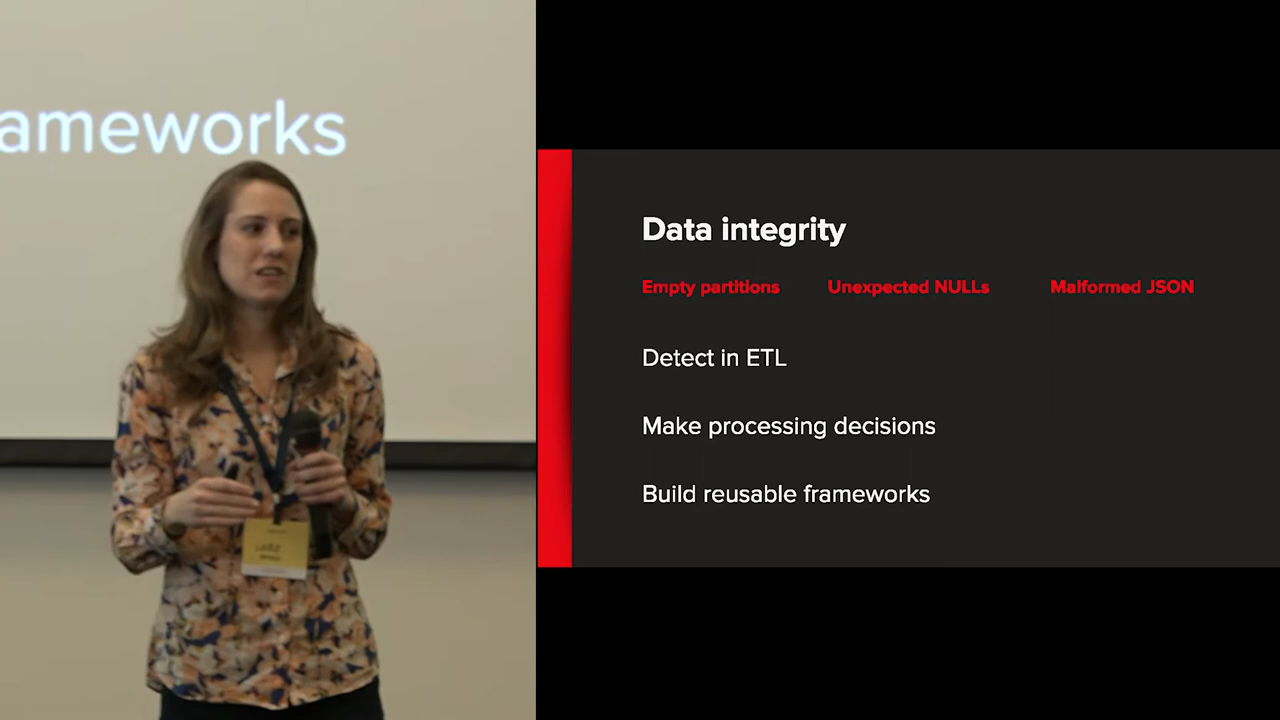 ameworks
Data integrity
Empty partitions Unexpected NULLs Malformed JSON
Detect in ETL
Make processing decisions
Build reusable frameworks